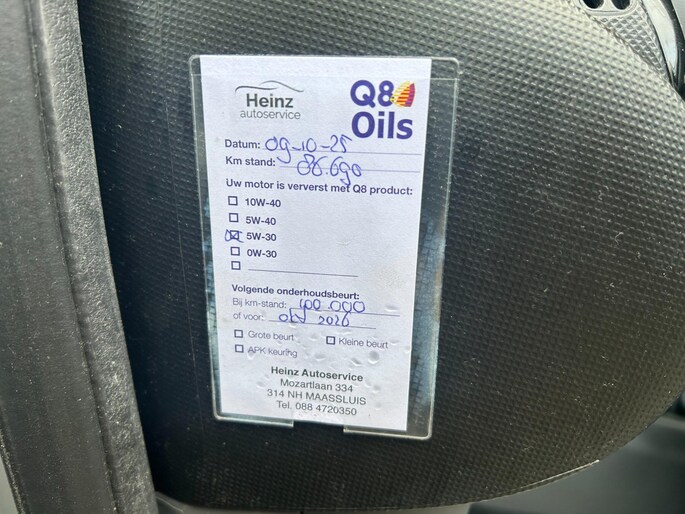 Heinz
autoservice
Q8
Oils
Datum: 09-10-25
Km stand: 086.690
Uw motor is ververst met Q8 product:
10W-40
5W-40
5W-30
0W-30
Volgende onderhoudsbeurt:
Bij km-stand: 100.000
of voor: okt 2026
Grote beurt
Kleine beurt
APK keuring
Heinz Autoservice
Mozartlaan 334
314 NH MAASSLUIS
Tel. 088 4720350